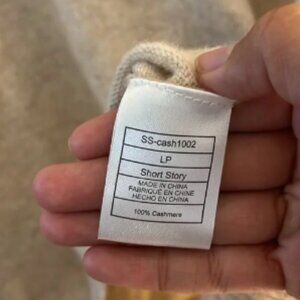 SS-cash1002
LP
Short Story
MADE IN CHINA
FABRIQUÉ EN CHINE
HECHO EN CHINA
100% Cashmere